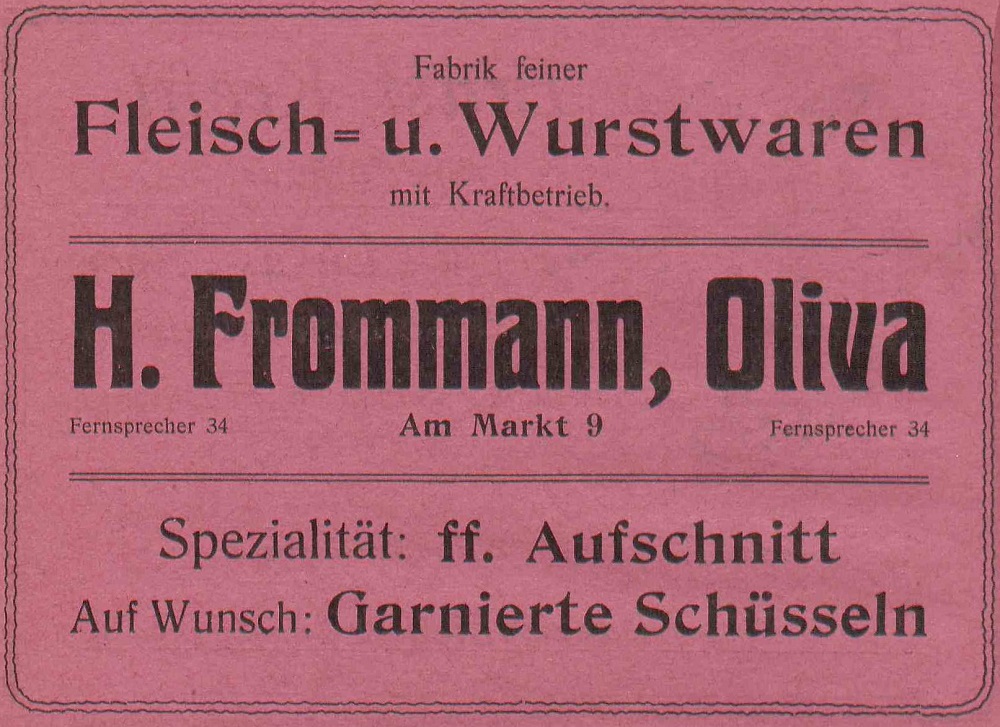 Fabrik feiner
Fleisch= u. Wurstwaren
mit Kraftbetrieb.
H. Frommann, Oliva
Fernsprecher 34 Am Markt 9 Fernsprecher 34
Spezialität: ff. Aufschnitt
Auf Wunsch: Garnierte Schüsseln